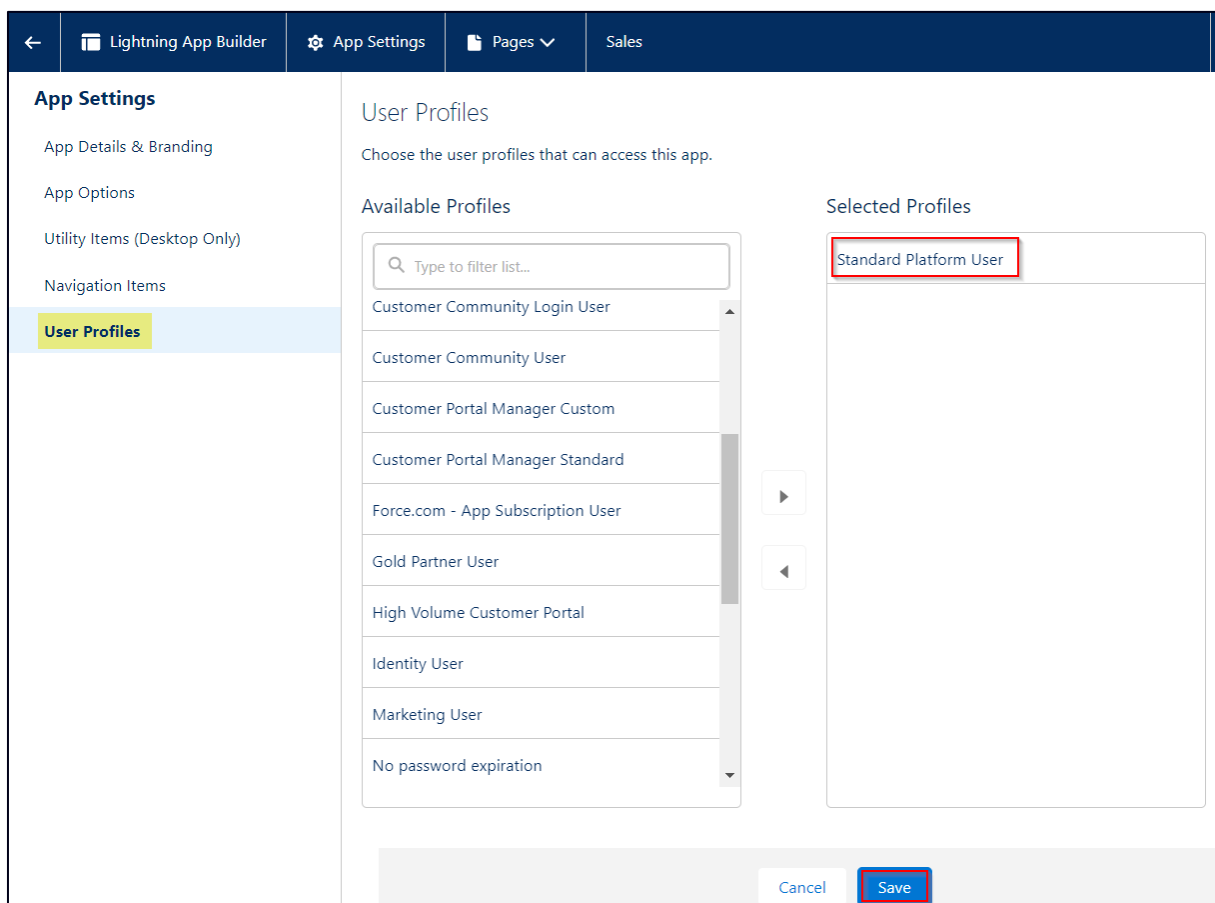 Lightning App Builder
App Settings
Pages
Sales
App Settings
App Details & Branding
App Options
Utility Items (Desktop Only)
Navigation Items
User Profiles
User Profiles
Choose the user profiles that can access this app.
Available Profiles
Type to filter list...
Customer Community Login User
Customer Community User
Customer Portal Manager Custom
Customer Portal Manager Standard
Force.com - App Subscription User
Gold Partner User
High Volume Customer Portal
Identity User
Marketing User
No password expiration
Selected Profiles
Standard Platform User
Cancel
Save